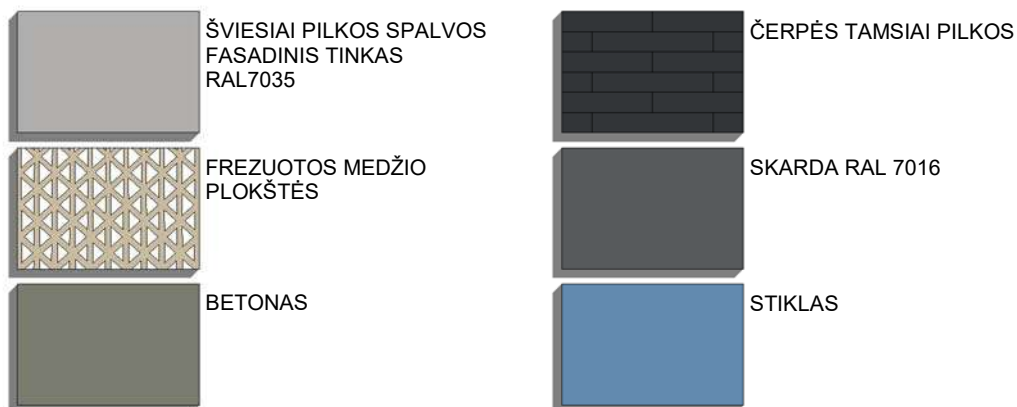 ŠVIESIAI PILKOS SPALVOS
FASADINIS TINKAS
RAL7035
FREZUOTOS MEDŽIO
PLOKŠTĖS
BETONAS
ČERPĖS TAMSIAI PILKOS
SKARDA RAL 7016
STIKLAS